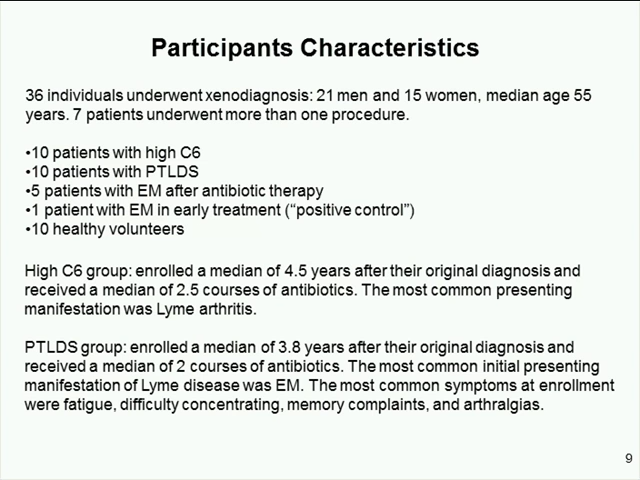 Participants Characteristics
36 individuals underwent xenodiagnosis: 21 men and 15 women, median age 55
years. 7 patients underwent more than one procedure.
•10 patients with high C6
•10 patients with PTLDS
•5 patients with EM after antibiotic therapy
•1 patient with EM in early treatment (“positive control”)
•10 healthy volunteers
High C6 group: enrolled a median of 4.5 years after their original diagnosis and
received a median of 2.5 courses of antibiotics. The most common presenting
manifestation was Lyme arthritis.
PTLDS group: enrolled a median of 3.8 years after their original diagnosis and
received a median of 2 courses of antibiotics. The most common initial presenting
manifestation of Lyme disease was EM. The most common symptoms at enrollment
were fatigue, difficulty concentrating, memory complaints, and arthralgias.
9